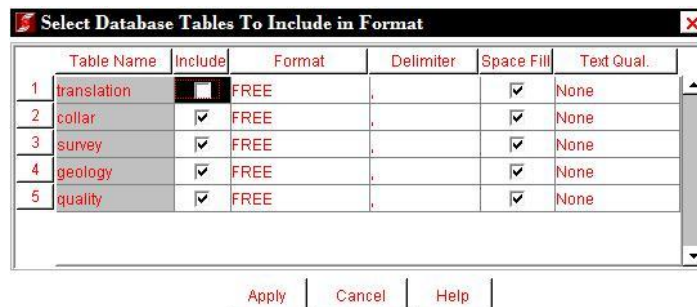 Select Database Tables To Include in Format
Table Name Include Format Delimiter Space Fill Text Qual.
1 translation FREE , None
2 collar FREE , None
3 survey FREE , None
4 geology FREE , None
5 quality FREE , None
Apply Cancel Help